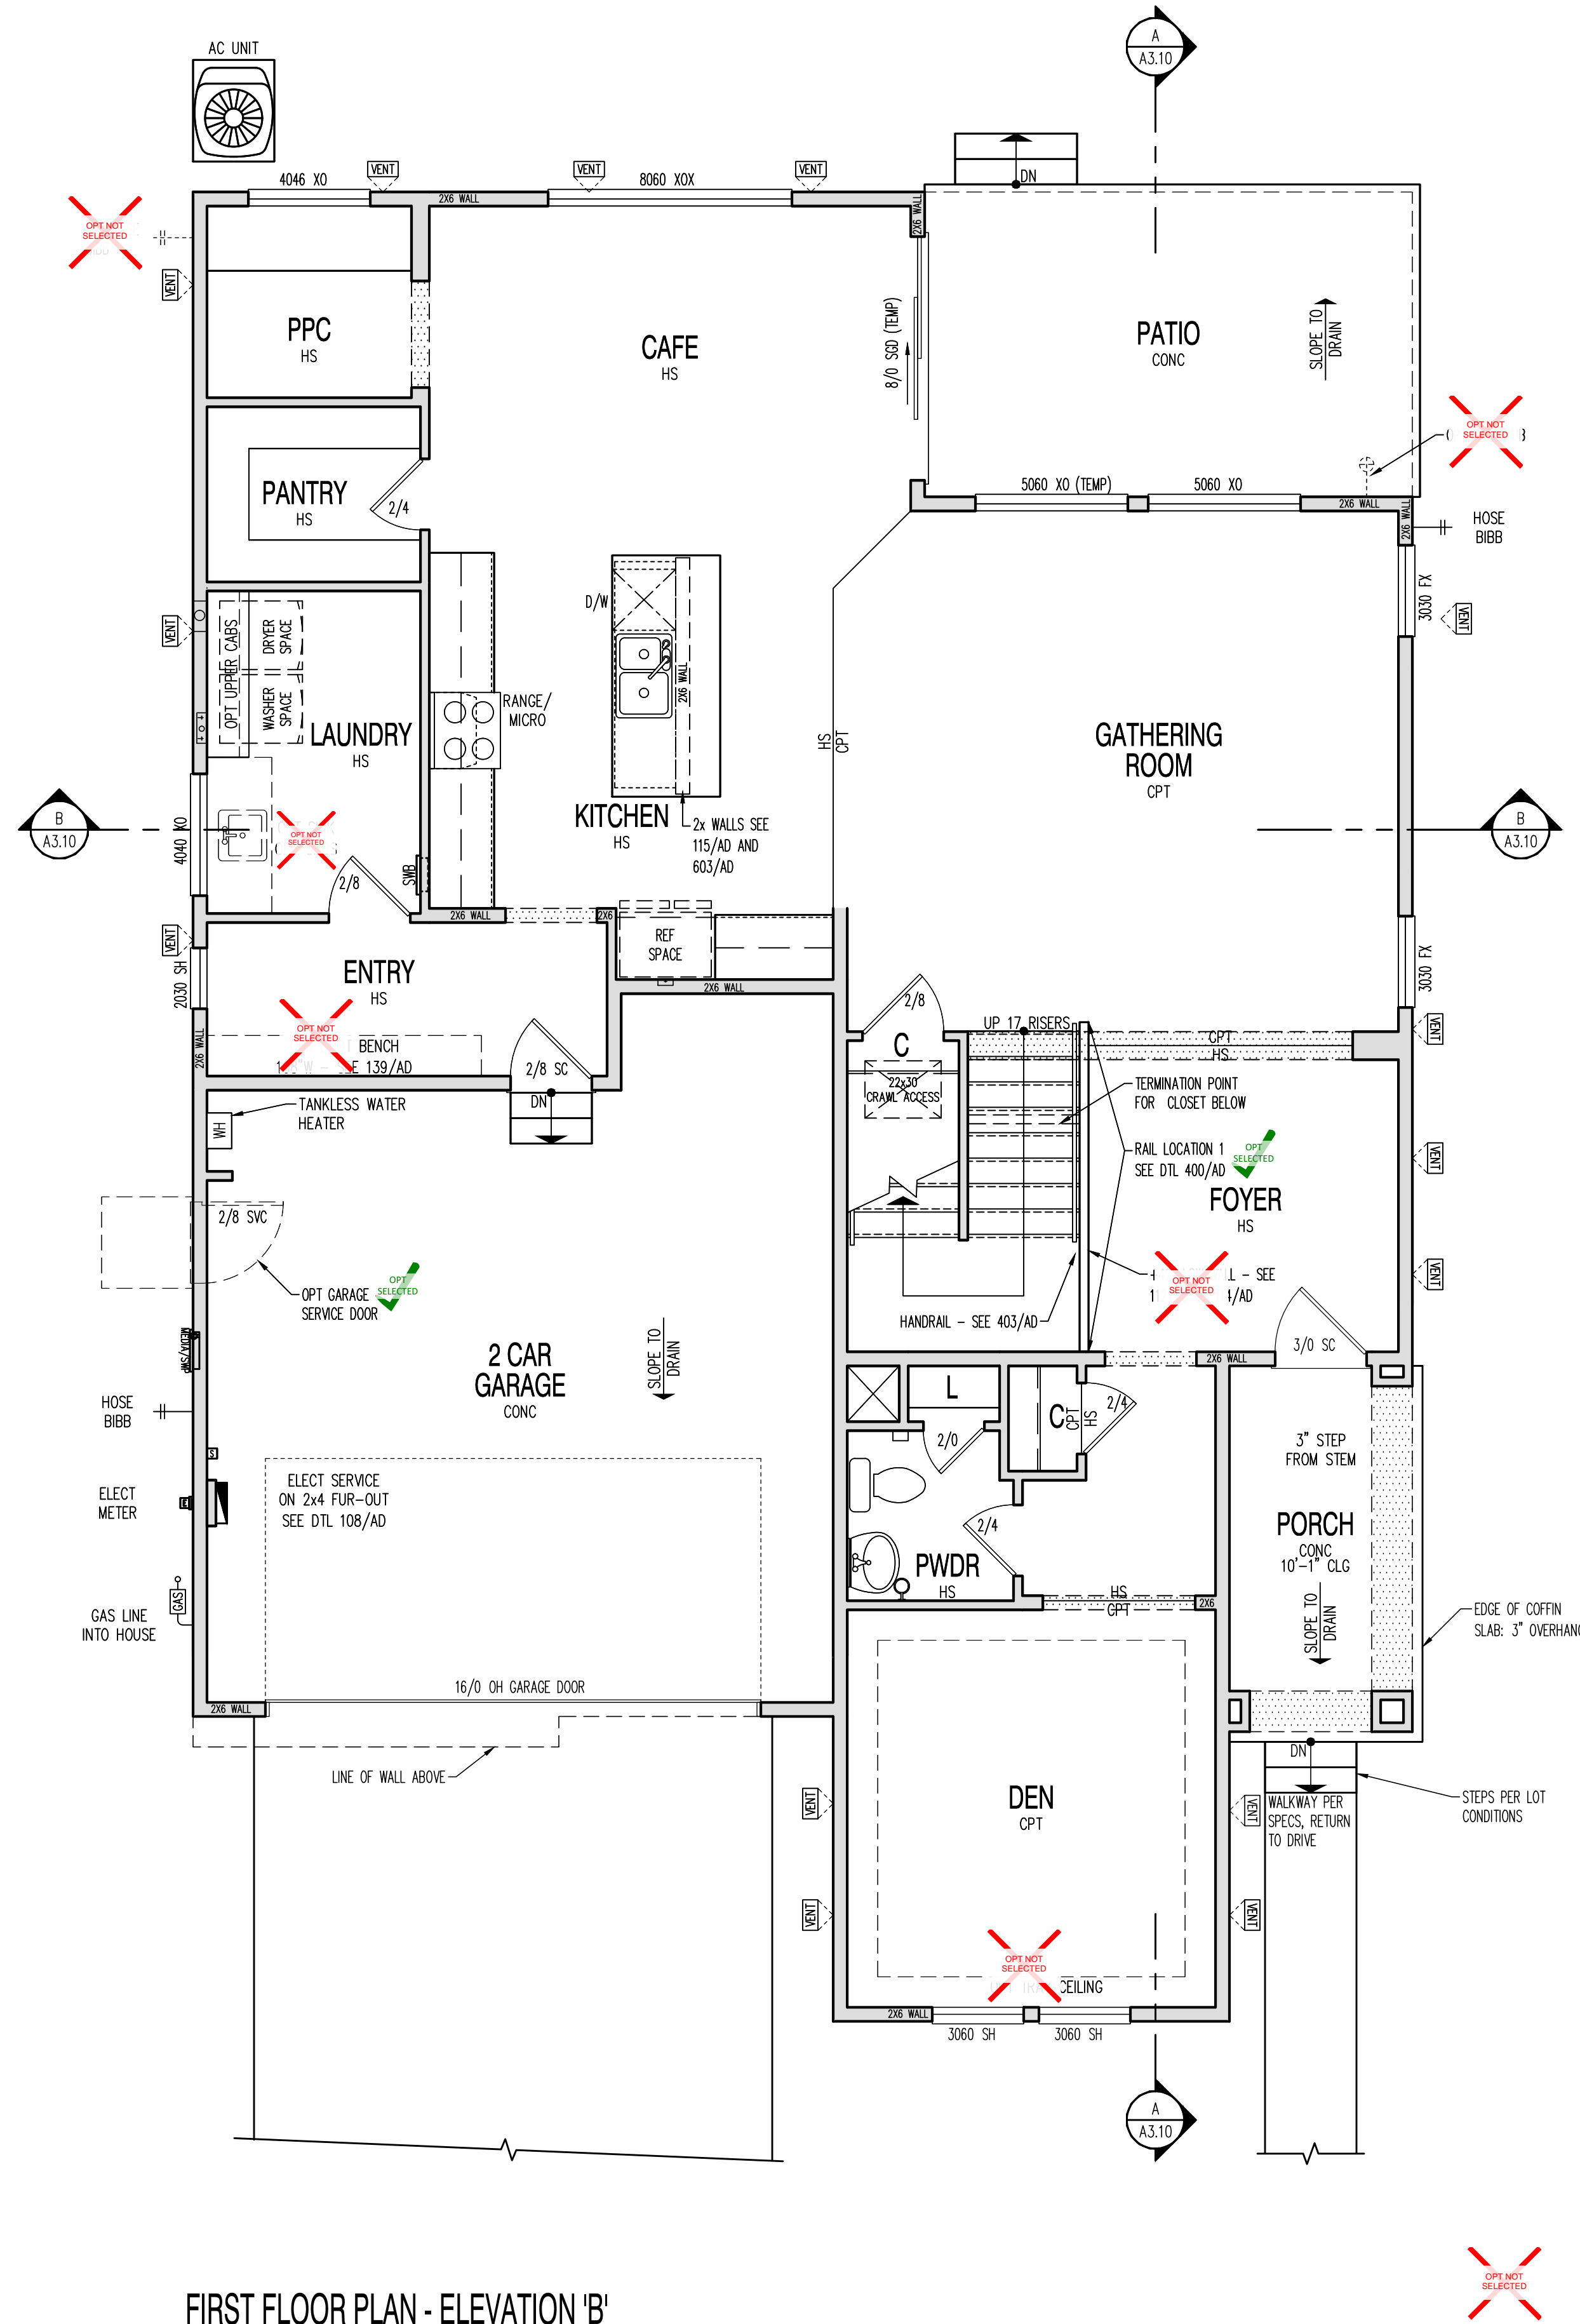 AC UNIT
A
A3.10
VENT
VENT
VENT
4046 XO
8060 XOX
2X6 WALL
2X6 WALL
DN
OPT NOT
SELECTED
VENT
PPC
HS
CAFE
HS
8/0 SGD (TEMP)
PATIO
CONC
SLOPE TO
DRAIN
OPT NOT
SELECTED
PANTRY
HS
2/4
5060 XO (TEMP)
5060 XO
2X6 WALL
2X6 WALL
HOSE
BIBB
3030 FX
VENT
D/W
2X6 WALL
VENT
OPT UPPER CABS
DRYER
SPACE
WASHER
SPACE
LAUNDRY
HS
RANGE/
MICRO
HS
CPT
GATHERING
ROOM
CPT
KITCHEN
HS
2x WALLS SEE
115/AD AND
603/AD
B
A3.10
4040 XO
OPT NOT
SELECTED
2/8
SWB
B
A3.10
2X6 WALL
2X6
REF
SPACE
2X6 WALL
VENT
2030 SH
ENTRY
HS
3030 FX
2X6 WALL
OPT NOT
SELECTED
BENCH
E 139/AD
2/8 SC
DN
2/8
C
22x30
CRAWL ACCESS
UP 17 RISERS
CPT
HS
VENT
TERMINATION POINT
FOR CLOSET BELOW
WH
TANKLESS WATER
HEATER
RAIL LOCATION 1
SEE DTL 400/AD
OPT
SELECTED
VENT
FOYER
HS
2/8 SVC
OPT GARAGE
SERVICE DOOR
OPT
SELECTED
OPT NOT
SELECTED
– SEE
/AD
VENT
HANDRAIL – SEE 403/AD
3/0 SC
MEDIA/SMP
2 CAR
GARAGE
CONC
SLOPE TO
DRAIN
2X6 WALL
HOSE
BIBB
L
C
CPT
HS
2/4
2/0
S
3" STEP
FROM STEM
ELECT
METER
ELECT SERVICE
ON 2x4 FUR-OUT
SEE DTL 108/AD
2/4
PWDR
HS
PORCH
CONC
10'-1" CLG
GAS
GAS LINE
INTO HOUSE
HS
CPT
2X6
SLOPE TO
DRAIN
EDGE OF COFFIN
SLAB: 3" OVERHANG
16/0 OH GARAGE DOOR
2X6 WALL
LINE OF WALL ABOVE
DN
VENT
DEN
CPT
VENT
WALKWAY PER
SPECS, RETURN
TO DRIVE
STEPS PER LOT
CONDITIONS
VENT
VENT
OPT NOT
SELECTED
CEILING
2X6 WALL
3060 SH
3060 SH
A
A3.10
OPT NOT
SELECTED
FIRST FLOOR PLAN - ELEVATION 'B'